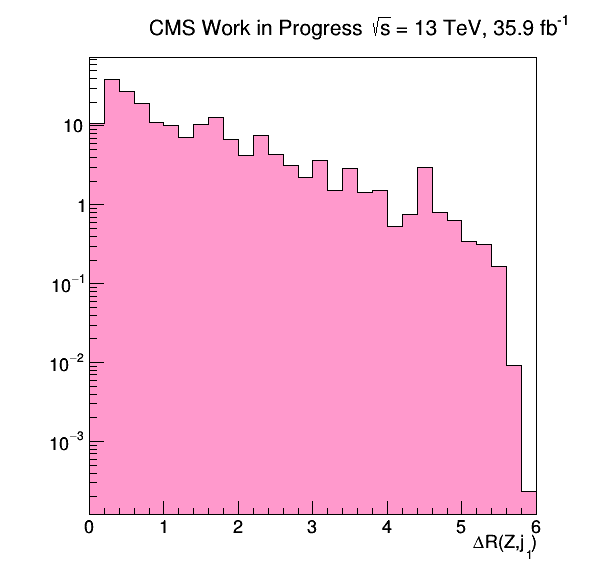 CMS Work in Progress √s = 13 TeV, 35.9 fb⁻¹
10
1
10⁻¹
10⁻²
10⁻³
0 1 2 3 4 5 6
ΔR(Z,j₁)